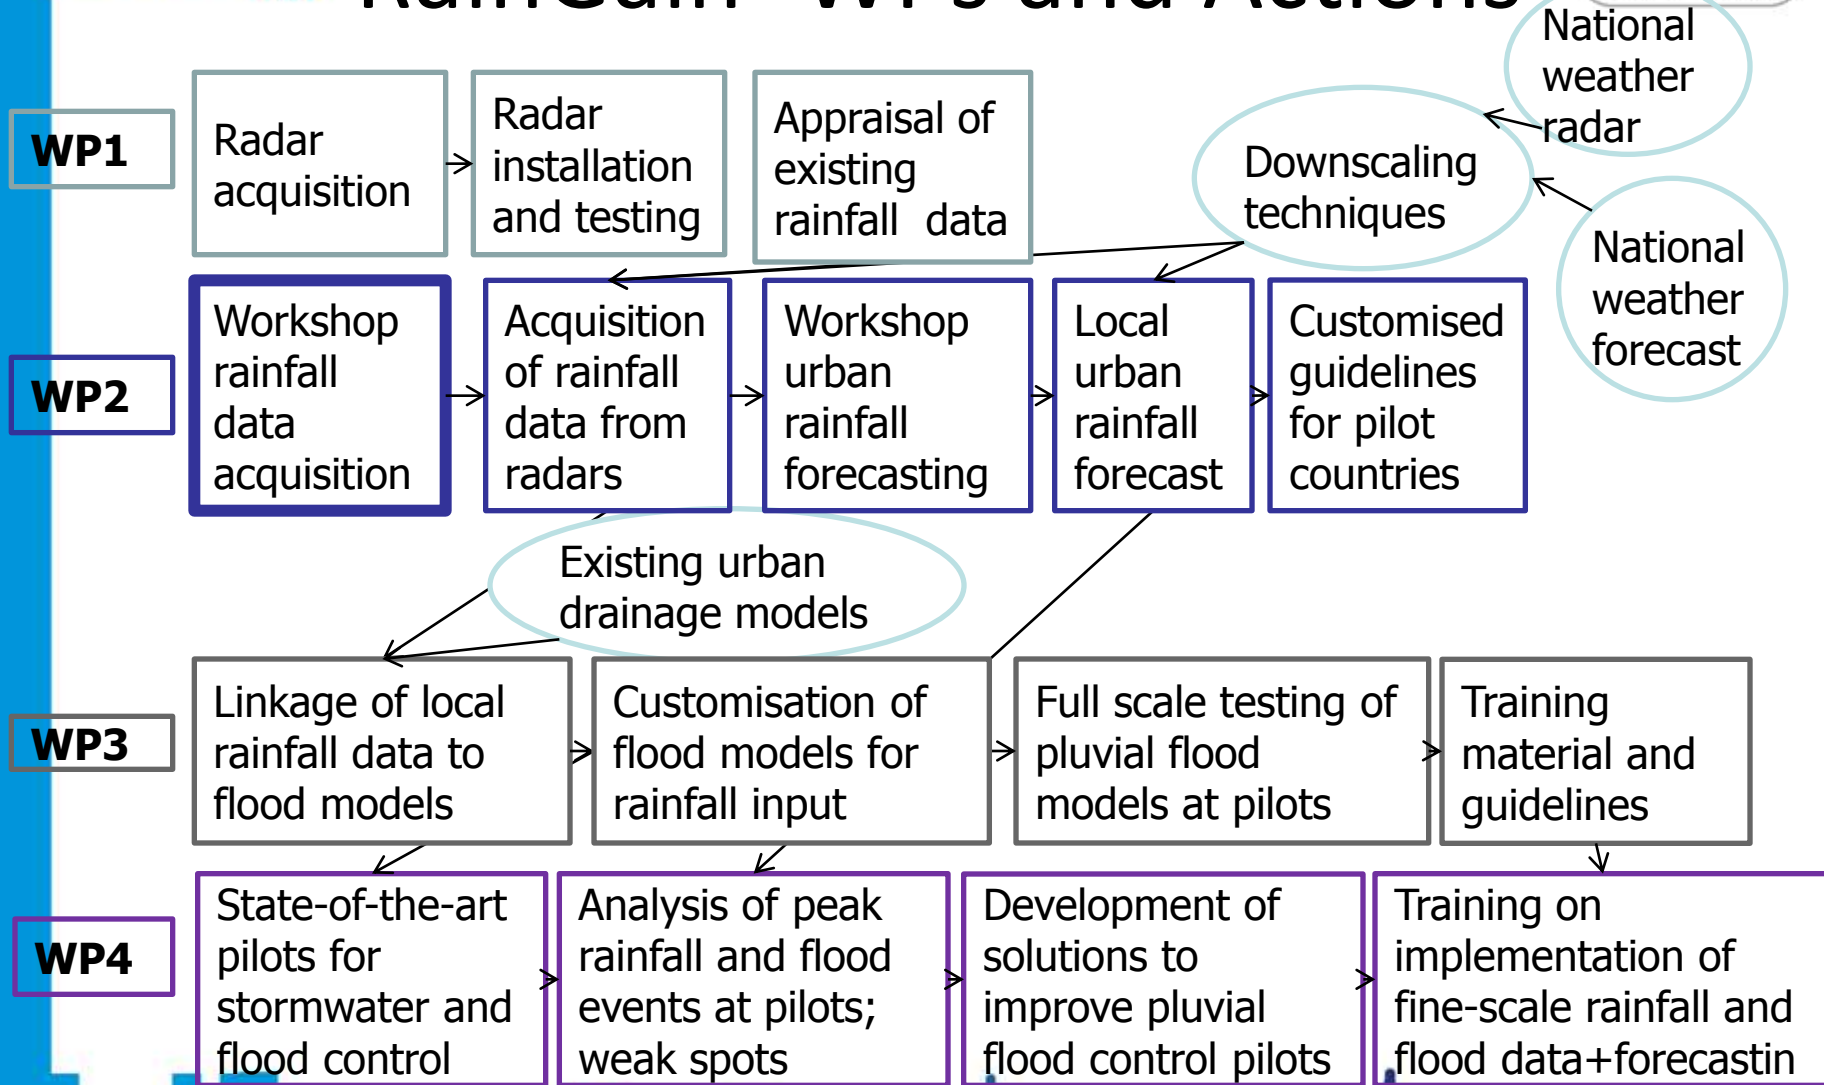 RainGain WPs and Actions
National
weather
radar
WP1
Radar
acquisition
Radar
installation
and testing
Appraisal of
existing
rainfall data
Downscaling
techniques
National
weather
forecast
WP2
Workshop
rainfall
data
acquisition
Acquisition
of rainfall
data from
radars
Workshop
urban
rainfall
forecasting
Local
urban
rainfall
forecast
Customised
guidelines
for pilot
countries
Existing urban
drainage models
WP3
Linkage of local
rainfall data to
flood models
Customisation of
flood models for
rainfall input
Full scale testing of
pluvial flood
models at pilots
Training
material and
guidelines
WP4
State-of-the-art
pilots for
stormwater and
flood control
Analysis of peak
rainfall and flood
events at pilots;
weak spots
Development of
solutions to
improve pluvial
flood control pilots
Training on
implementation of
fine-scale rainfall and
flood data+forecastin